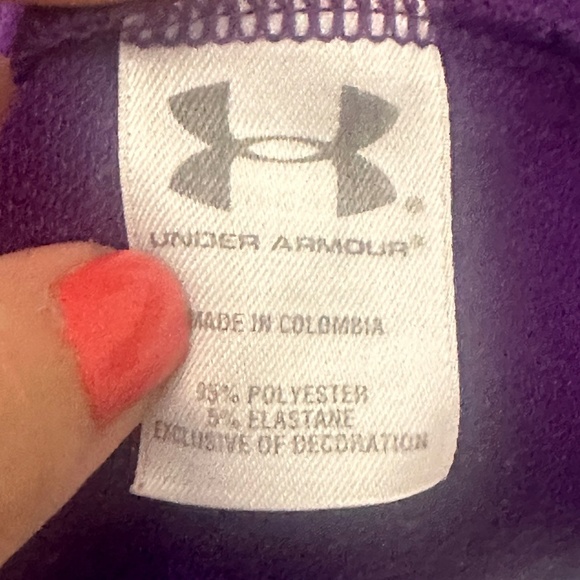 UNDER ARMOUR®
MADE IN COLOMBIA
95% POLYESTER
5% ELASTANE
EXCLUSIVE OF DECORATION